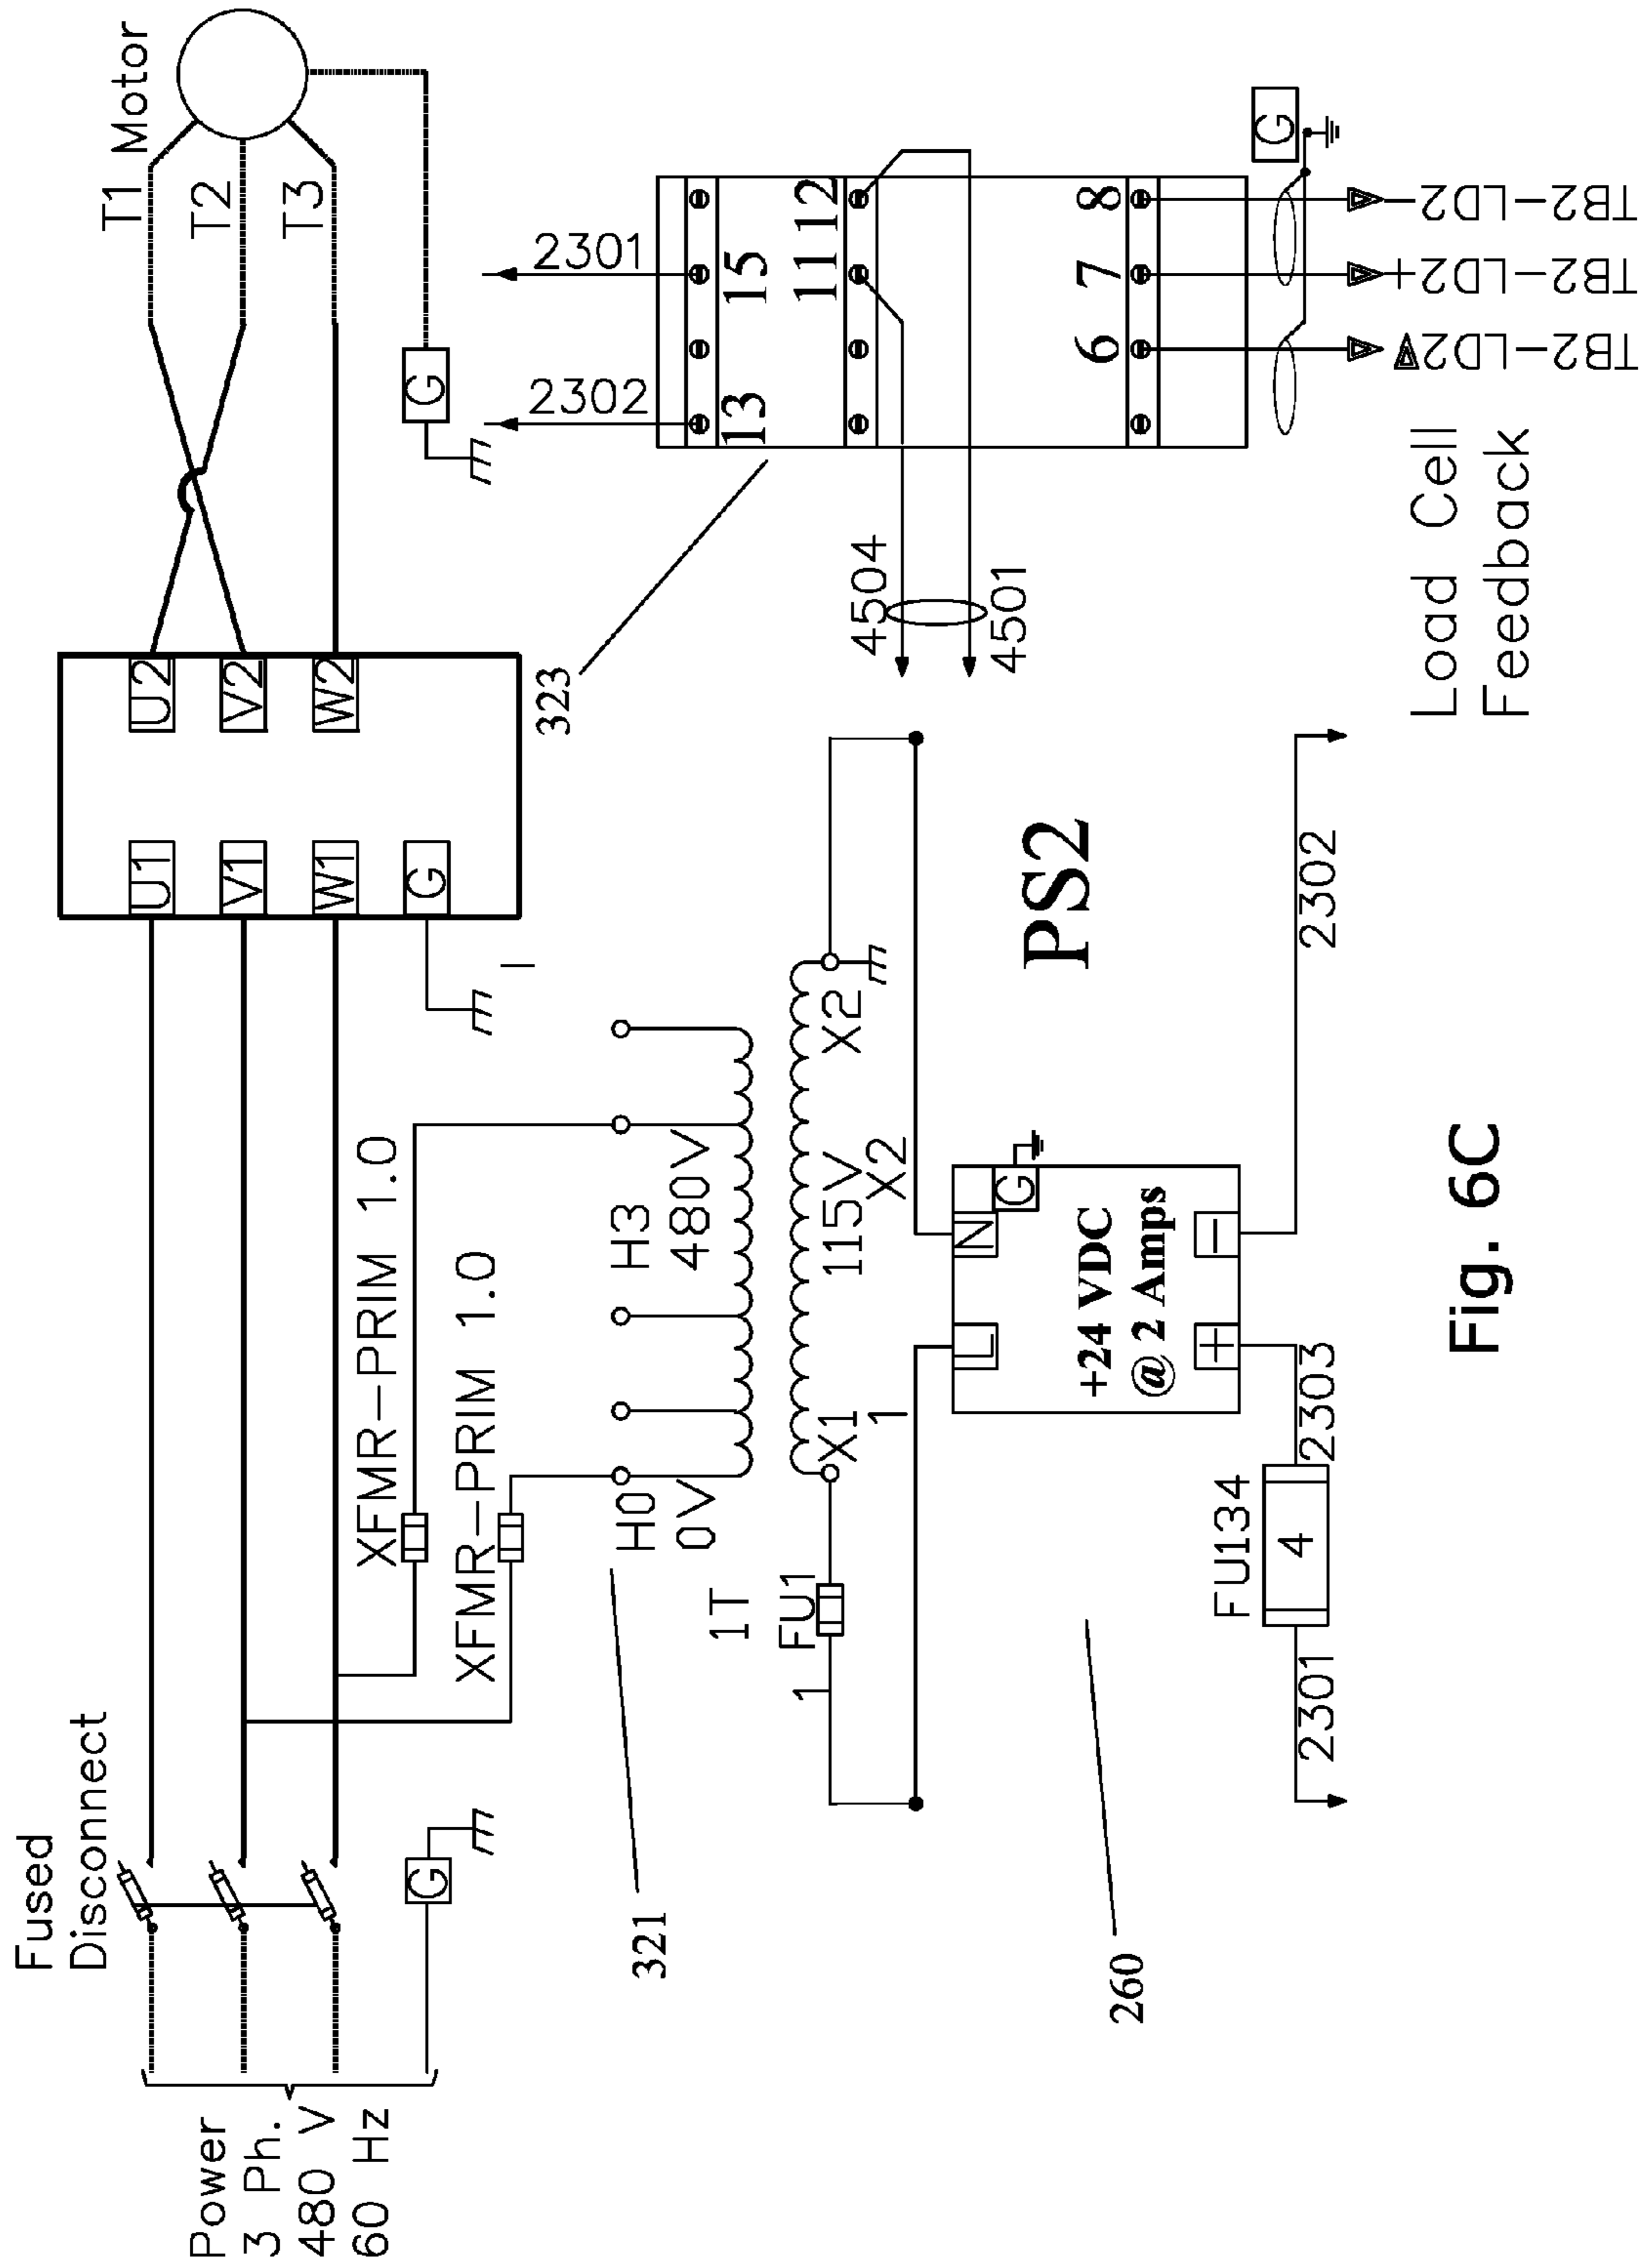 Fused
Disconnect
Power
3 Ph.
480 V
60 Hz
G
U1
V1
W1
G
U2
V2
W2
T1
T2
T3
Motor
G
XFMR-PRIM 1.0
XFMR-PRIM 1.0
321
H0
0V
H3
480V
1T
FU1
1
X1
1
115V
X2
X2
L
N
G
+24 VDC
@ 2 Amps
+
-
PS2
260
FU134
4
2301
2303
2302
323
2302
2301
13
15
11
12
4504
4501
6
7
8
G
TB2-LD2
TB2-LD2+
TB2-LD2-
Load Cell
Feedback
Fig. 6C